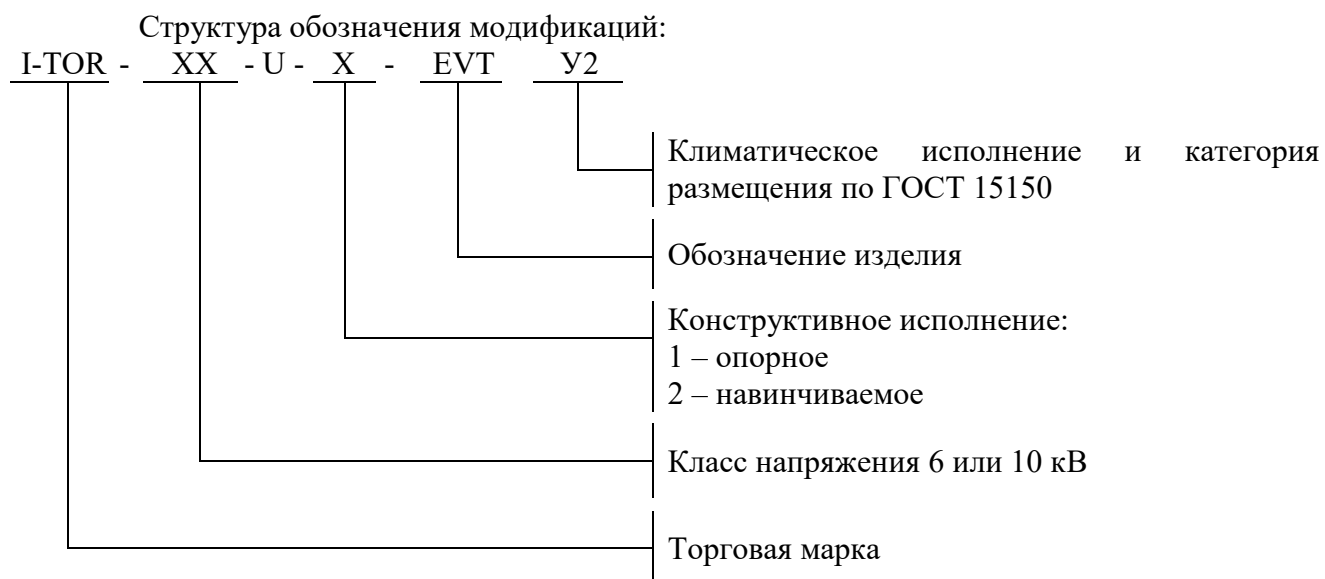 Структура обозначения модификаций:
I-TOR - XX - U - X - EVT У2
Климатическое исполнение и категория
размещения по ГОСТ 15150
Обозначение изделия
Конструктивное исполнение:
1 – опорное
2 – навинчиваемое
Класс напряжения 6 или 10 кВ
Торговая марка